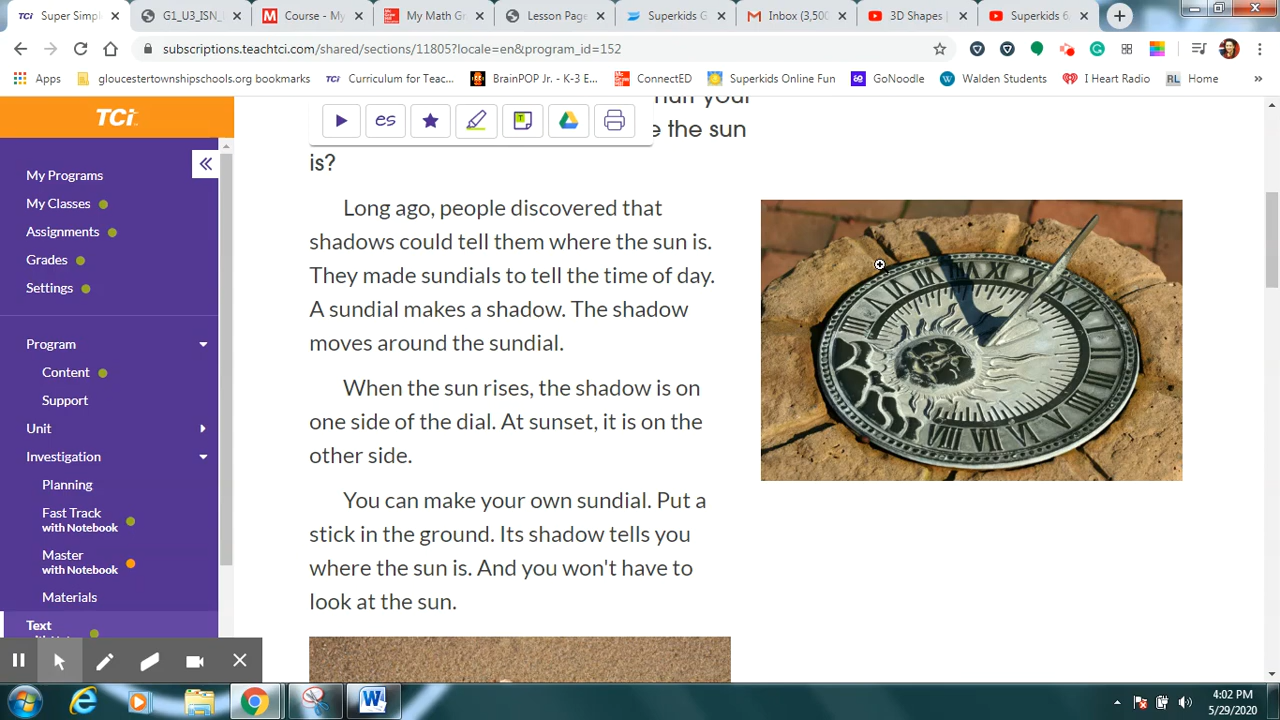 Super Simple
G1_U3_ISN_
Course - My
My Math Gr
Lesson Page
Superkids G
Inbox (3,500
3D Shapes |
Superkids 6
subscriptions.teachtci.com/shared/sections/11805?locale=en&program_id=152
Apps
gloucestertownshipschools.org bookmarks
TCi Curriculum for Teac...
BrainPOP Jr. - K-3 E...
ConnectED
Superkids Online Fun
GoNoodle
Walden Students
I Heart Radio
RL Home
TCi
«
My Programs
My Classes
Assignments
Grades
Settings
Program
Content
Support
Unit
Investigation
Planning
Fast Track
with Notebook
Master
with Notebook
Materials
Text
es
than your
e the sun
is?
Long ago, people discovered that
shadows could tell them where the sun is.
They made sundials to tell the time of day.
A sundial makes a shadow. The shadow
moves around the sundial.
When the sun rises, the shadow is on
one side of the dial. At sunset, it is on the
other side.
You can make your own sundial. Put a
stick in the ground. Its shadow tells you
where the sun is. And you won't have to
look at the sun.
4:02 PM
5/29/2020